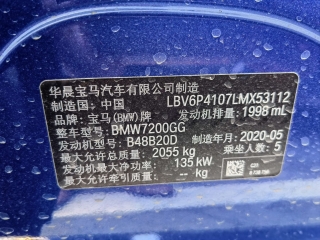 华晨宝马汽车有限公司制造
制造国：中国 LBV6P4107LMX53112
品牌：宝马(BMW)牌 发动机排量：1998 mL
整车型号：BMW7200GG
发动机型号：B48B20D 制造年月：2020-05
最大允许总质量：2055 kg 乘坐人数：5
发动机最大净功率：135 kW
最大设计总质量： -- kg